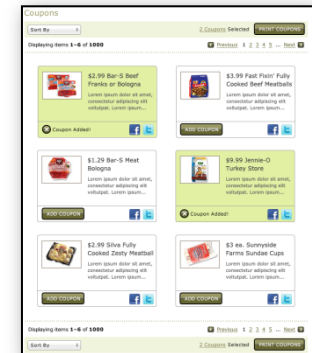 Coupons
Sort By
2 Coupons Selected
PRINT COUPONS
Displaying items 1-6 of 1000
Previous 1 2 3 4 5 ... Next
$2.99 Bar-S Beef
Franks or Bologna
Lorem ipsum dolor sit amet,
consectetur adipiscing elit
volutpat. Lorem ipsum...
Coupon Added!
$3.99 Fast Fixin' Fully
Cooked Beef Meatballs
Lorem ipsum dolor sit amet,
consectetur adipiscing elit
volutpat. Lorem ipsum...
ADD COUPON
$1.29 Bar-S Meat
Bologna
Lorem ipsum dolor sit amet,
consectetur adipiscing elit
volutpat. Lorem ipsum...
ADD COUPON
$9.99 Jennie-O
Turkey Store
Lorem ipsum dolor sit amet,
consectetur adipiscing elit
volutpat. Lorem ipsum...
Coupon Added!
$2.99 Silva Fully
Cooked Zesty Meatball
Lorem ipsum dolor sit amet,
consectetur adipiscing elit
volutpat. Lorem ipsum...
ADD COUPON
$3 ea. Sunnyside
Farms Sundae Cups
Lorem ipsum dolor sit amet,
consectetur adipiscing elit
volutpat. Lorem ipsum...
ADD COUPON
Displaying items 1-6 of 1000
Previous 1 2 3 4 5 ... Next
Sort By
2 Coupons Selected
PRINT COUPONS